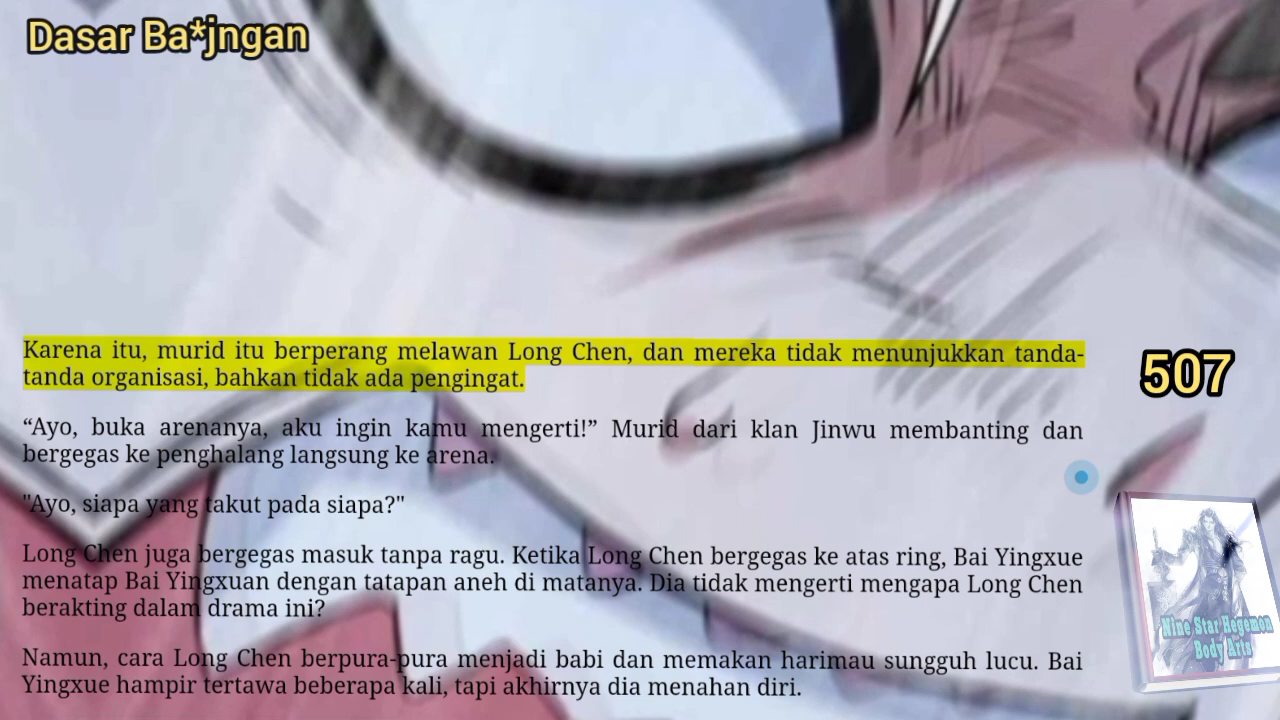 Dasar Ba*jngan
Karena itu, murid itu berperang melawan Long Chen, dan mereka tidak menunjukkan tanda-
tanda organisasi, bahkan tidak ada pengingat.
507
“Ayo, buka arenanya, aku ingin kamu mengerti!” Murid dari klan Jinwu membanting dan
bergegas ke penghalang langsung ke arena.
"Ayo, siapa yang takut pada siapa?"
Long Chen juga bergegas masuk tanpa ragu. Ketika Long Chen bergegas ke atas ring, Bai Yingxue
menatap Bai Yingxuan dengan tatapan aneh di matanya. Dia tidak mengerti mengapa Long Chen
berakting dalam drama ini?
Namun, cara Long Chen berpura-pura menjadi babi dan memakan harimau sungguh lucu. Bai
Yingxue hampir tertawa beberapa kali, tapi akhirnya dia menahan diri.
Nine Star Hegemon
Body Arts